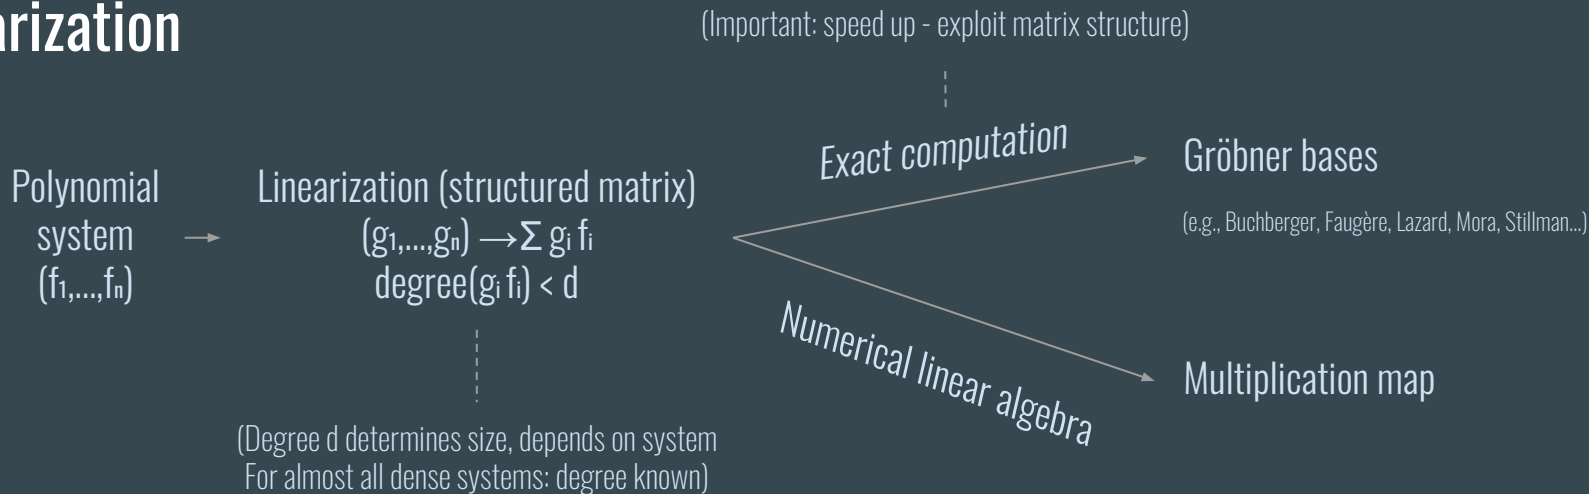 (Important: speed up - exploit matrix structure)
Exact computation
Gröbner bases
(e.g., Buchberger, Faugère, Lazard, Mora, Stillman...)
Polynomial
system
(f₁,...,fₙ)
Linearization (structured matrix)
(g₁,...,gₙ) → Σ gᵢ fᵢ
degree(gᵢ fᵢ) < d
Numerical linear algebra
Multiplication map
(Degree d determines size, depends on system
For almost all dense systems: degree known)